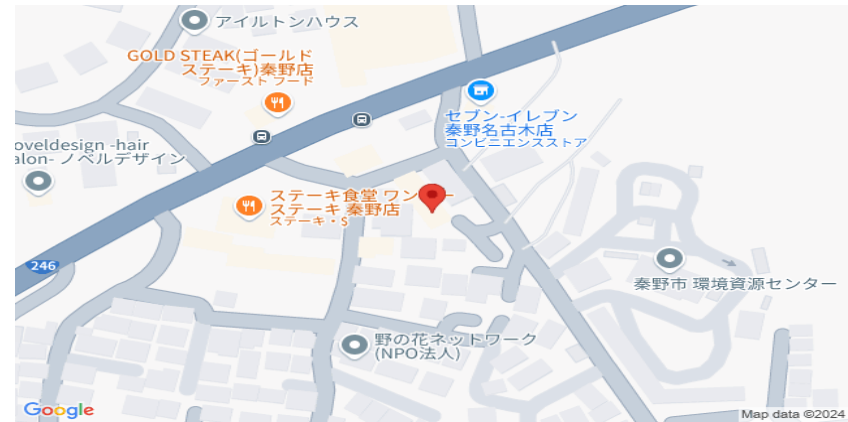 アイルトンハウス
GOLD STEAK(ゴールド
ステーキ)秦野店
ファースト フード
セブン-イレブン
秦野名古木店
コンビニエンスストア
oveldesign -hair
alon- ノベルデザイン
ステーキ食堂 ワン
ー
ステーキ 秦野店
ステーキ・$
246
秦野市 環境資源センター
野の花ネットワーク
(NPO法人)
Google
Map data ©2024